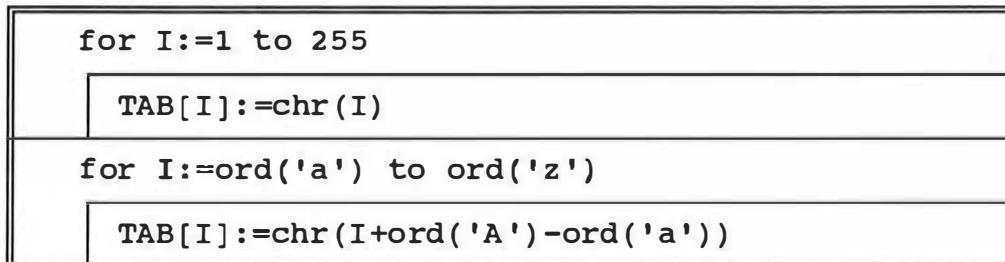 for I:=1 to 255
TAB[I]:=chr(I)
for I:=ord('a') to ord('z')
TAB[I]:=chr(I+ord('A')-ord('a'))